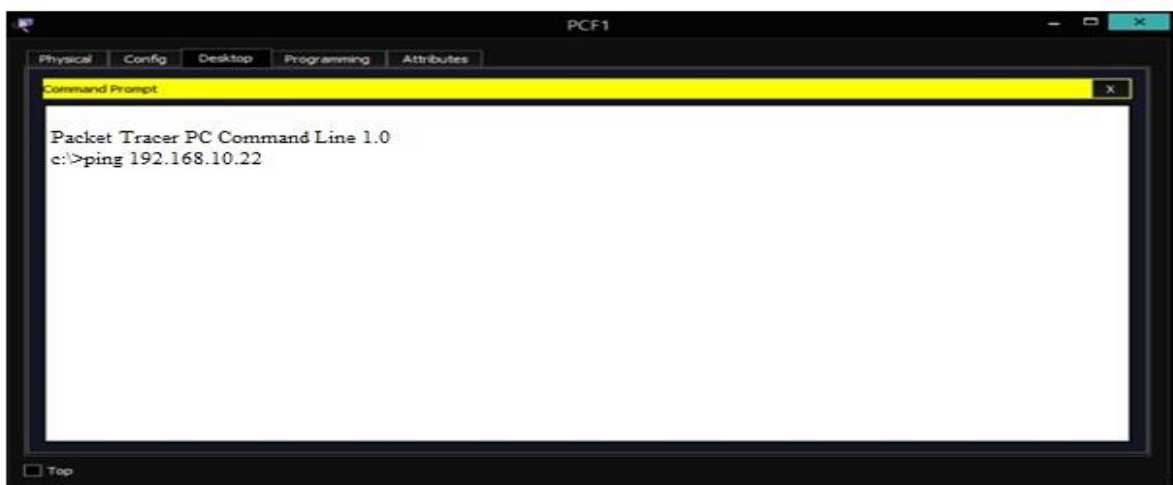 PCF1
Physical Config Desktop Programming Attributes
Command Prompt X
Packet Tracer PC Command Line 1.0
c:\>ping 192.168.10.22
Top